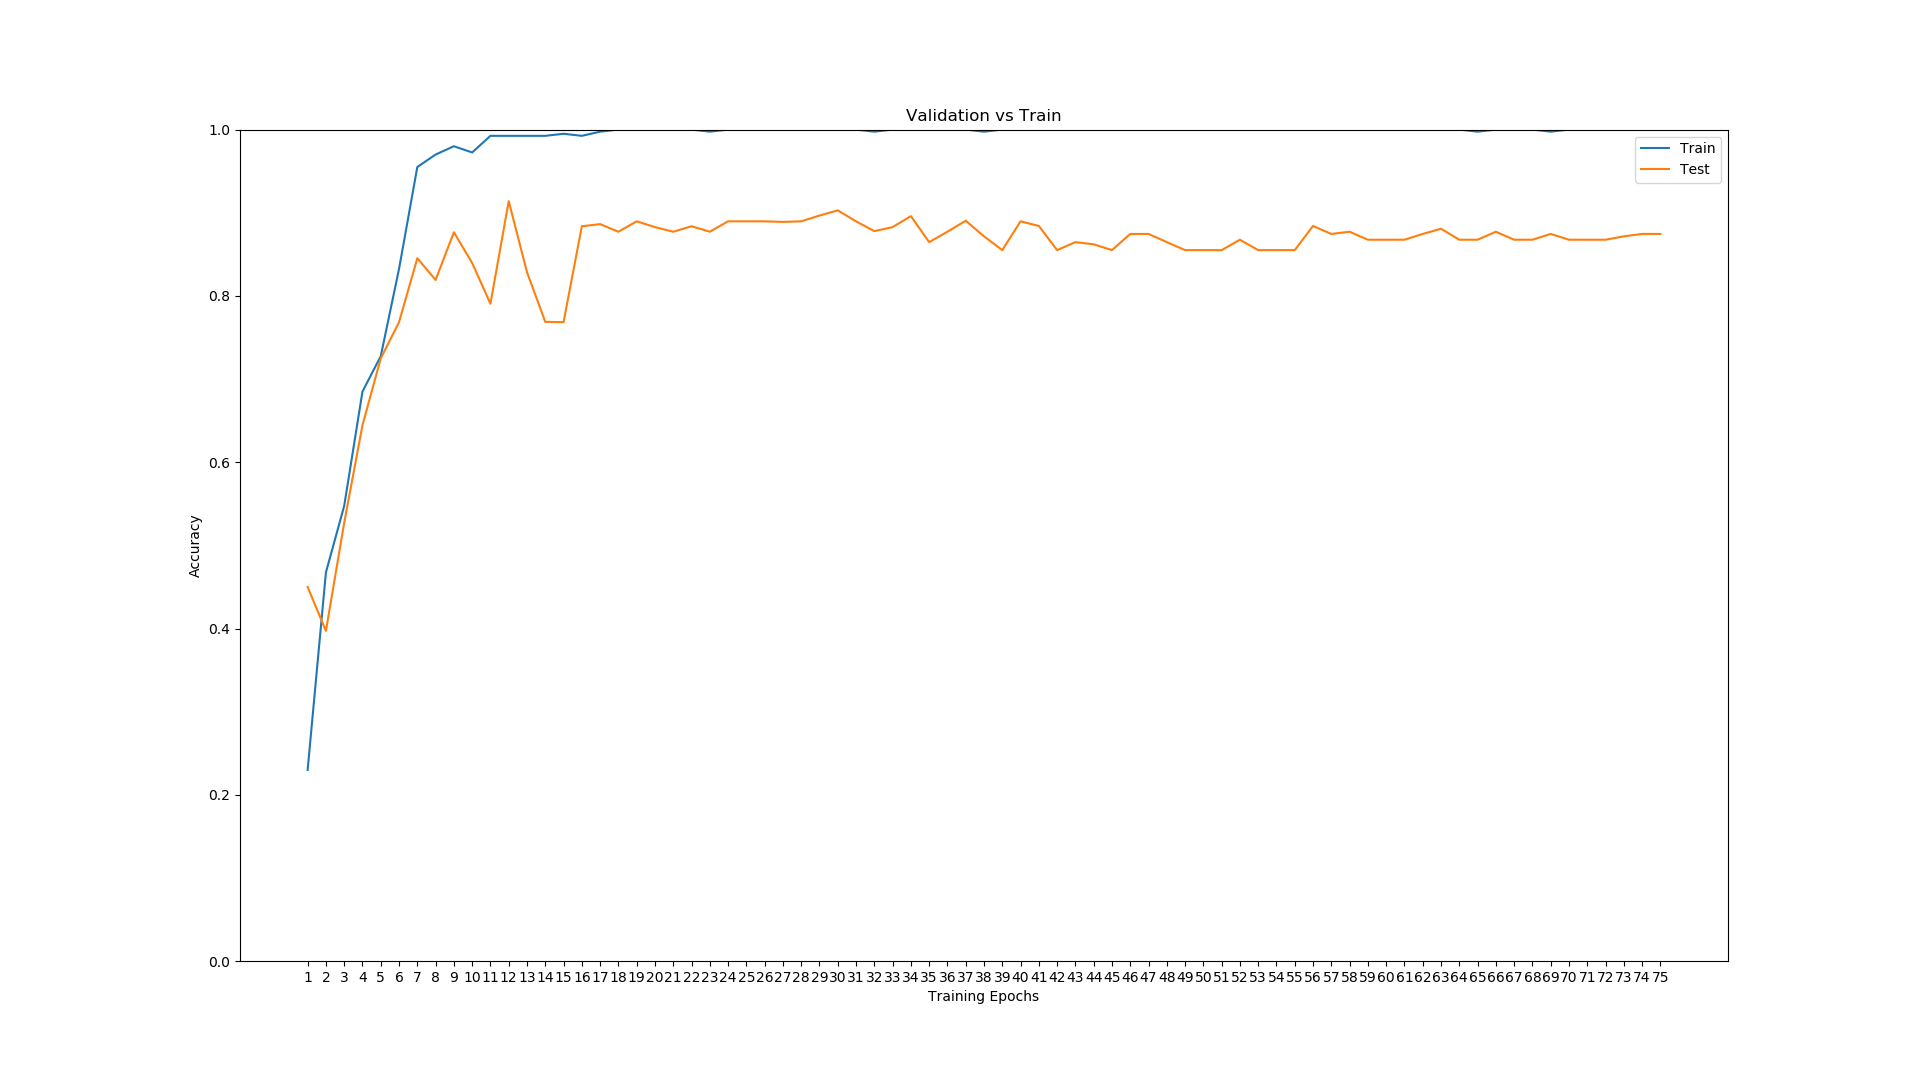 Validation vs Train
1.0
Train
Test
0.8
0.6
Accuracy
0.4
0.2
0.0
1 2 3 4 5 6 7 8 9 10 11 12 13 14 15 16 17 18 19 20 21 22 23 24 25 26 27 28 29 30 31 32 33 34 35 36 37 38 39 40 41 42 43 44 45 46 47 48 49 50 51 52 53 54 55 56 57 58 59 60 61 62 63 64 65 66 67 68 69 70 71 72 73 74 75
Training Epochs